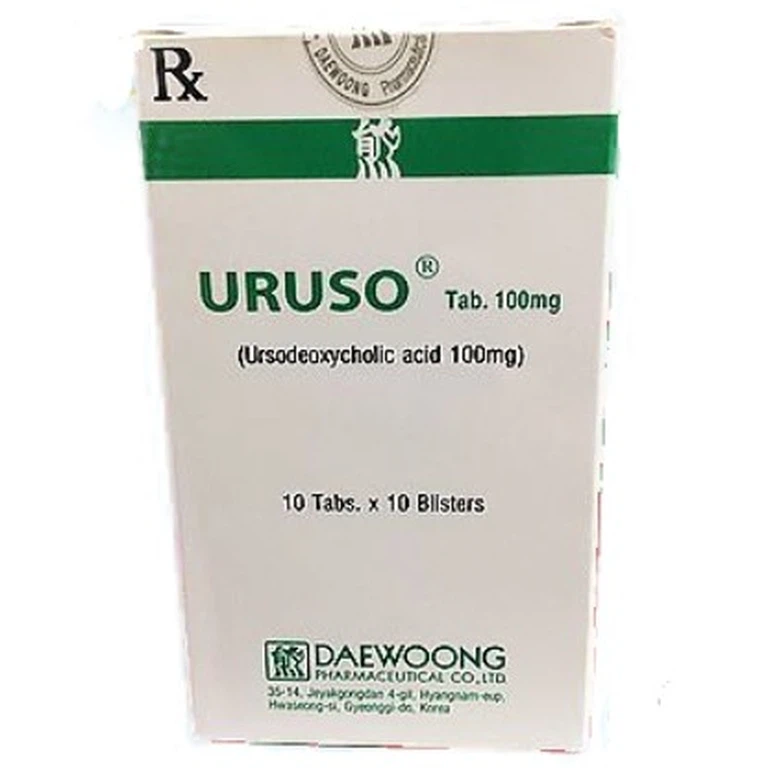 Rx
DAEWOONG Pharmaceutical
URUSO® Tab. 100mg
(Ursodeoxycholic acid 100mg)
10 Tabs. x 10 Blisters
DAEWOONG
PHARMACEUTICAL CO., LTD.
35-14, Jeyakgongdan 4-gil, Hyangnam-eup,
Hwaseong-si, Gyeonggi-do, Korea